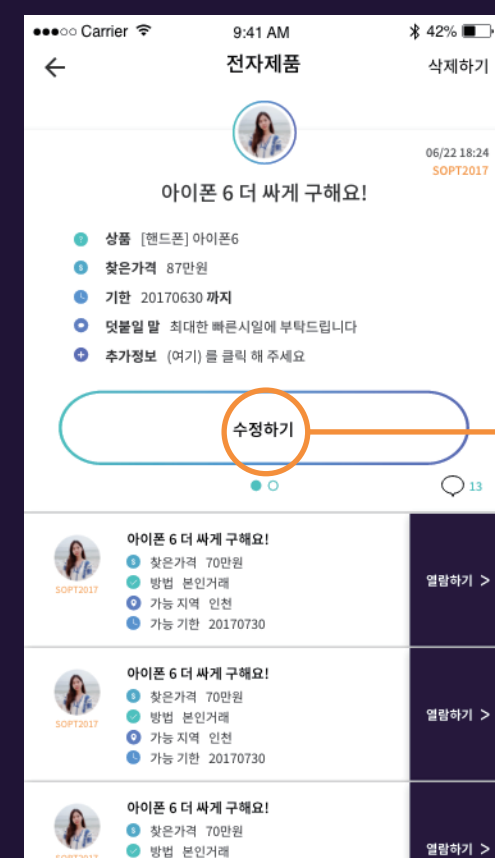 Carrier 9:41 AM 42%
전자제품 삭제하기
06/22 18:24
SOPT2017
아이폰 6 더 싸게 구해요!
상품 [핸드폰] 아이폰6
찾은가격 87만원
기한 20170630 까지
덧붙일 말 최대한 빠른시일에 부탁드립니다
추가정보 (여기) 를 클릭 해 주세요
수정하기
13
아이폰 6 더 싸게 구해요!
찾은가격 70만원
방법 본인거래
가능 지역 인천
가능 기한 20170730
SOPT2017
열람하기 >
아이폰 6 더 싸게 구해요!
찾은가격 70만원
방법 본인거래
가능 지역 인천
가능 기한 20170730
SOPT2017
열람하기 >
아이폰 6 더 싸게 구해요!
찾은가격 70만원
방법 본인거래
SOPT2017
열람하기 >